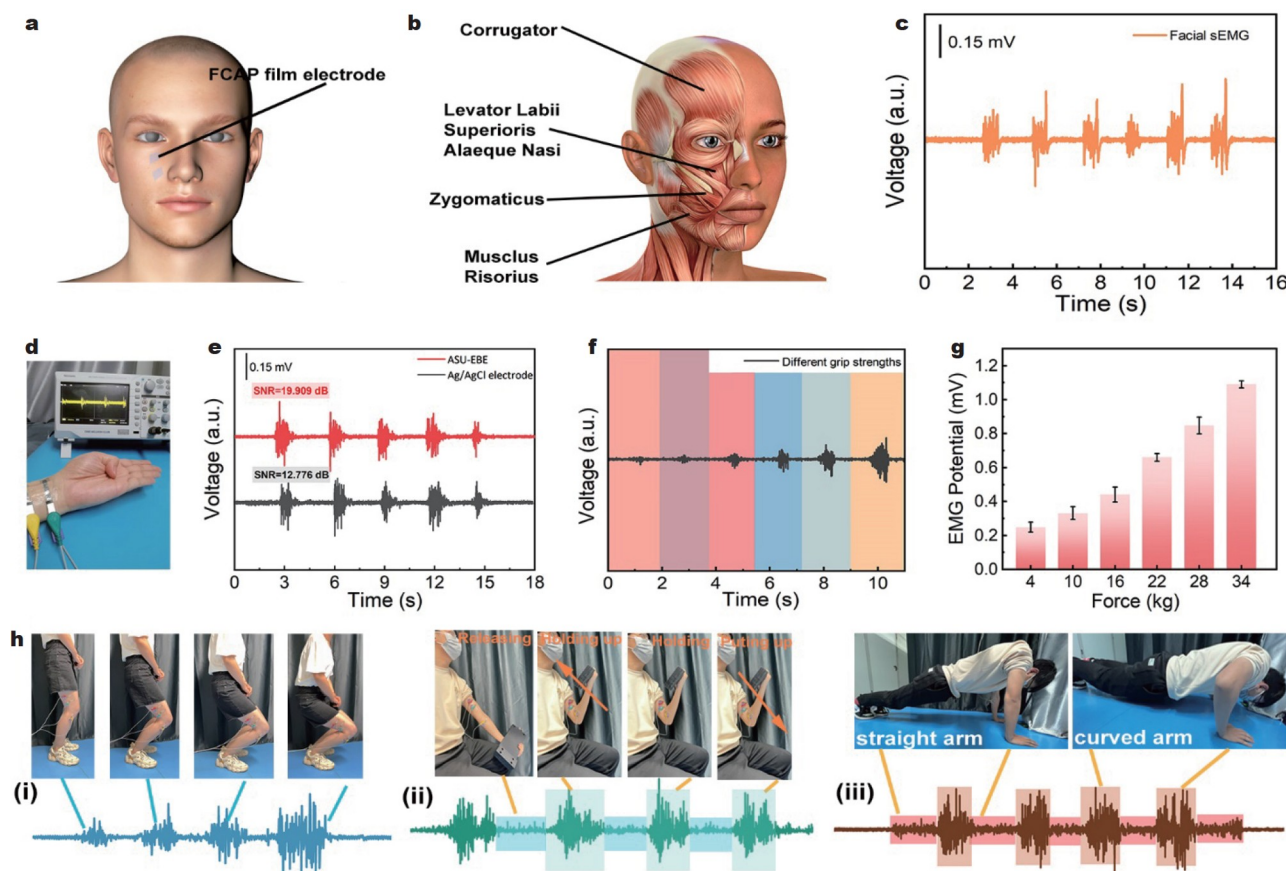 a
FCAP film electrode
b
Corrugator
Levator Labii
Superioris
Alaeque Nasi
Zygomaticus
Musclus
Risorius
c
0.15 mV
Facial sEMG
Voltage (a.u.)
0 2 4 6 8 10 12 14 16
Time (s)
d
e
0.15 mV
ASU-EBE
Ag/AgCl electrode
SNR=19.909 dB
SNR=12.776 dB
Voltage (a.u.)
0 3 6 9 12 15 18
Time (s)
f
Different grip strengths
Voltage (a.u.)
0 2 4 6 8 10
Time (s)
g
EMG Potential (mV)
1.2
1.0
0.8
0.6
0.4
0.2
0.0
4 10 16 22 28 34
Force (kg)
h
Holding up
Holding
Puting up
straight arm
curved arm
(i)
(ii)
(iii)